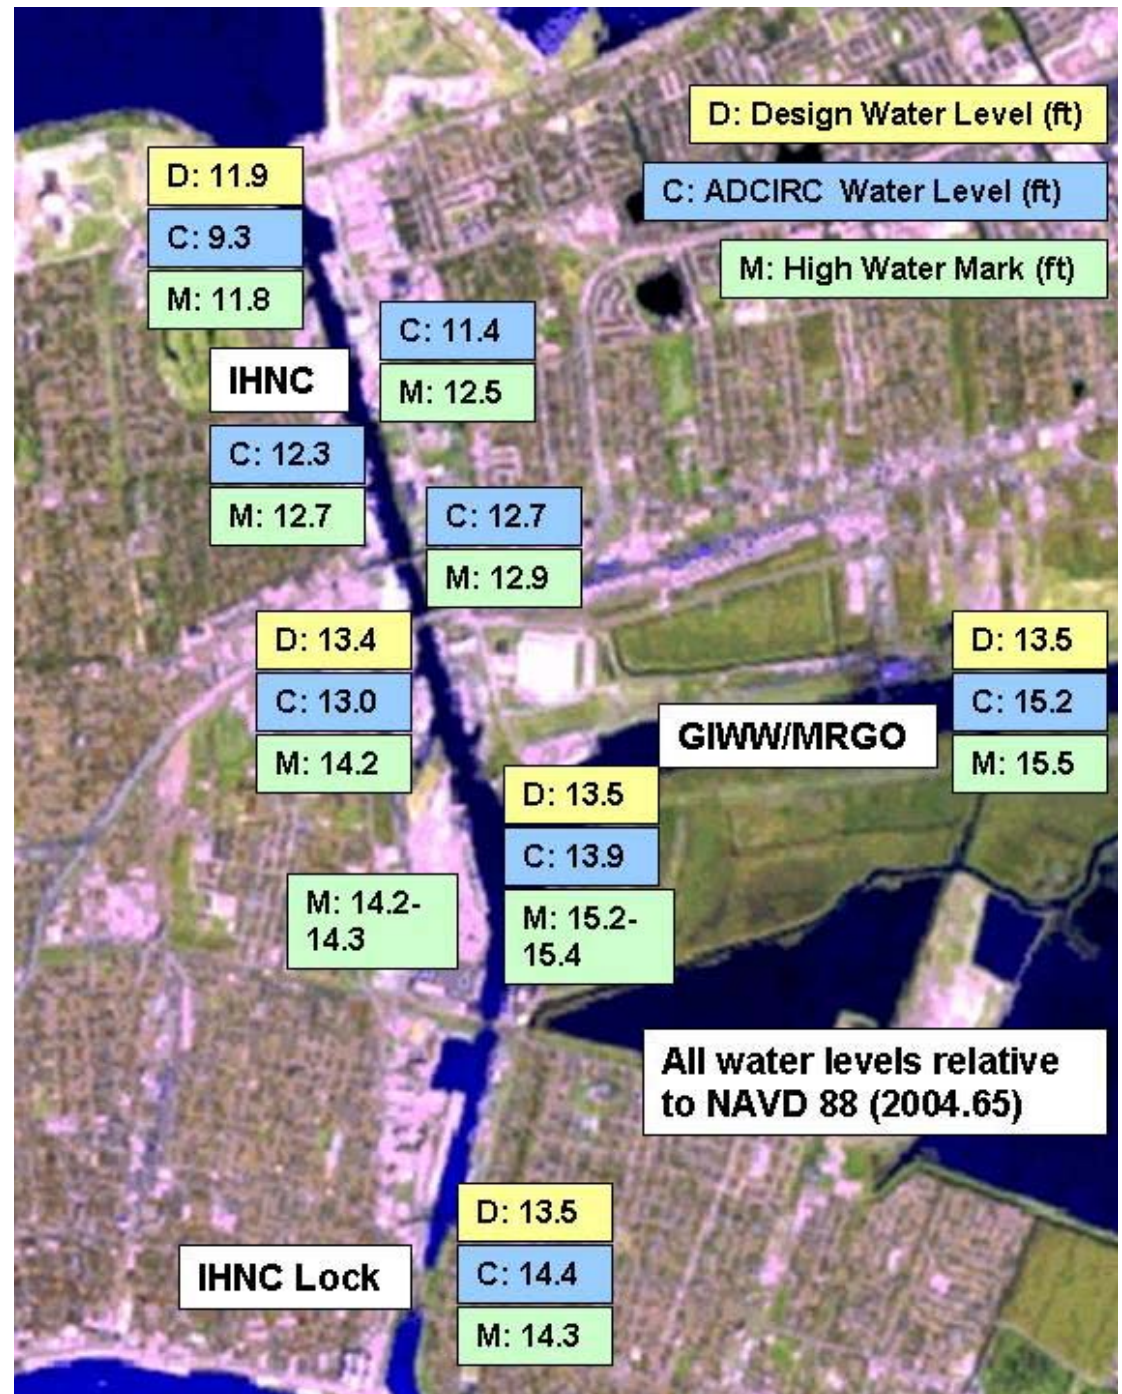 D: Design Water Level (ft)
C: ADCIRC  Water Level (ft)
M: High Water Mark (ft)
D: 11.9
C: 9.3
M: 11.8
C: 11.4
M: 12.5
IHNC
C: 12.3
M: 12.7
C: 12.7
M: 12.9
D: 13.4
C: 13.0
M: 14.2
D: 13.5
C: 15.2
M: 15.5
GIWW/MRGO
D: 13.5
C: 13.9
M: 15.2-
15.4
M: 14.2-
14.3
All water levels relative
to NAVD 88 (2004.65)
D: 13.5
C: 14.4
M: 14.3
IHNC Lock